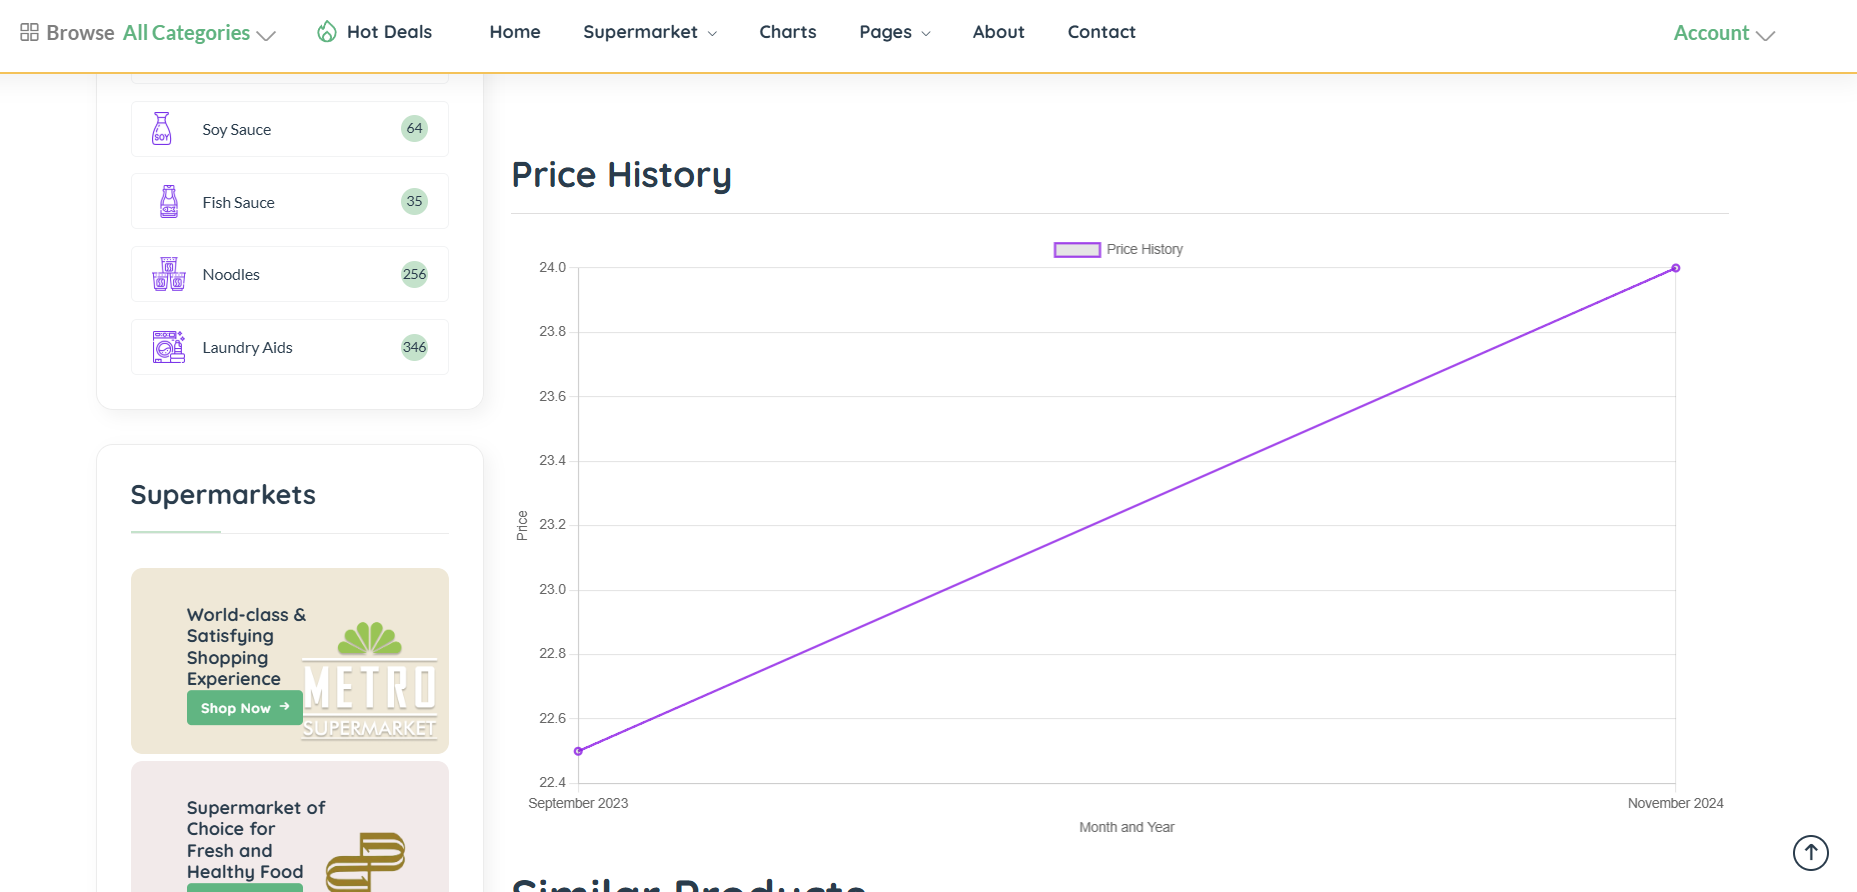 Browse All Categories
Hot Deals
Home
Supermarket
Charts
Pages
About
Contact
Account
SOY
Soy Sauce
64
Fish Sauce
35
Noodles
256
Laundry Aids
346
Supermarkets
World-class &
Satisfying
Shopping
Experience
Shop Now
METRO
SUPERMARKET
Supermarket of
Choice for
Fresh and
Healthy Food
Price History
Price History
24.0
23.8
23.6
23.4
23.2
23.0
22.8
22.6
22.4
Price
September 2023
November 2024
Month and Year
Similar Products